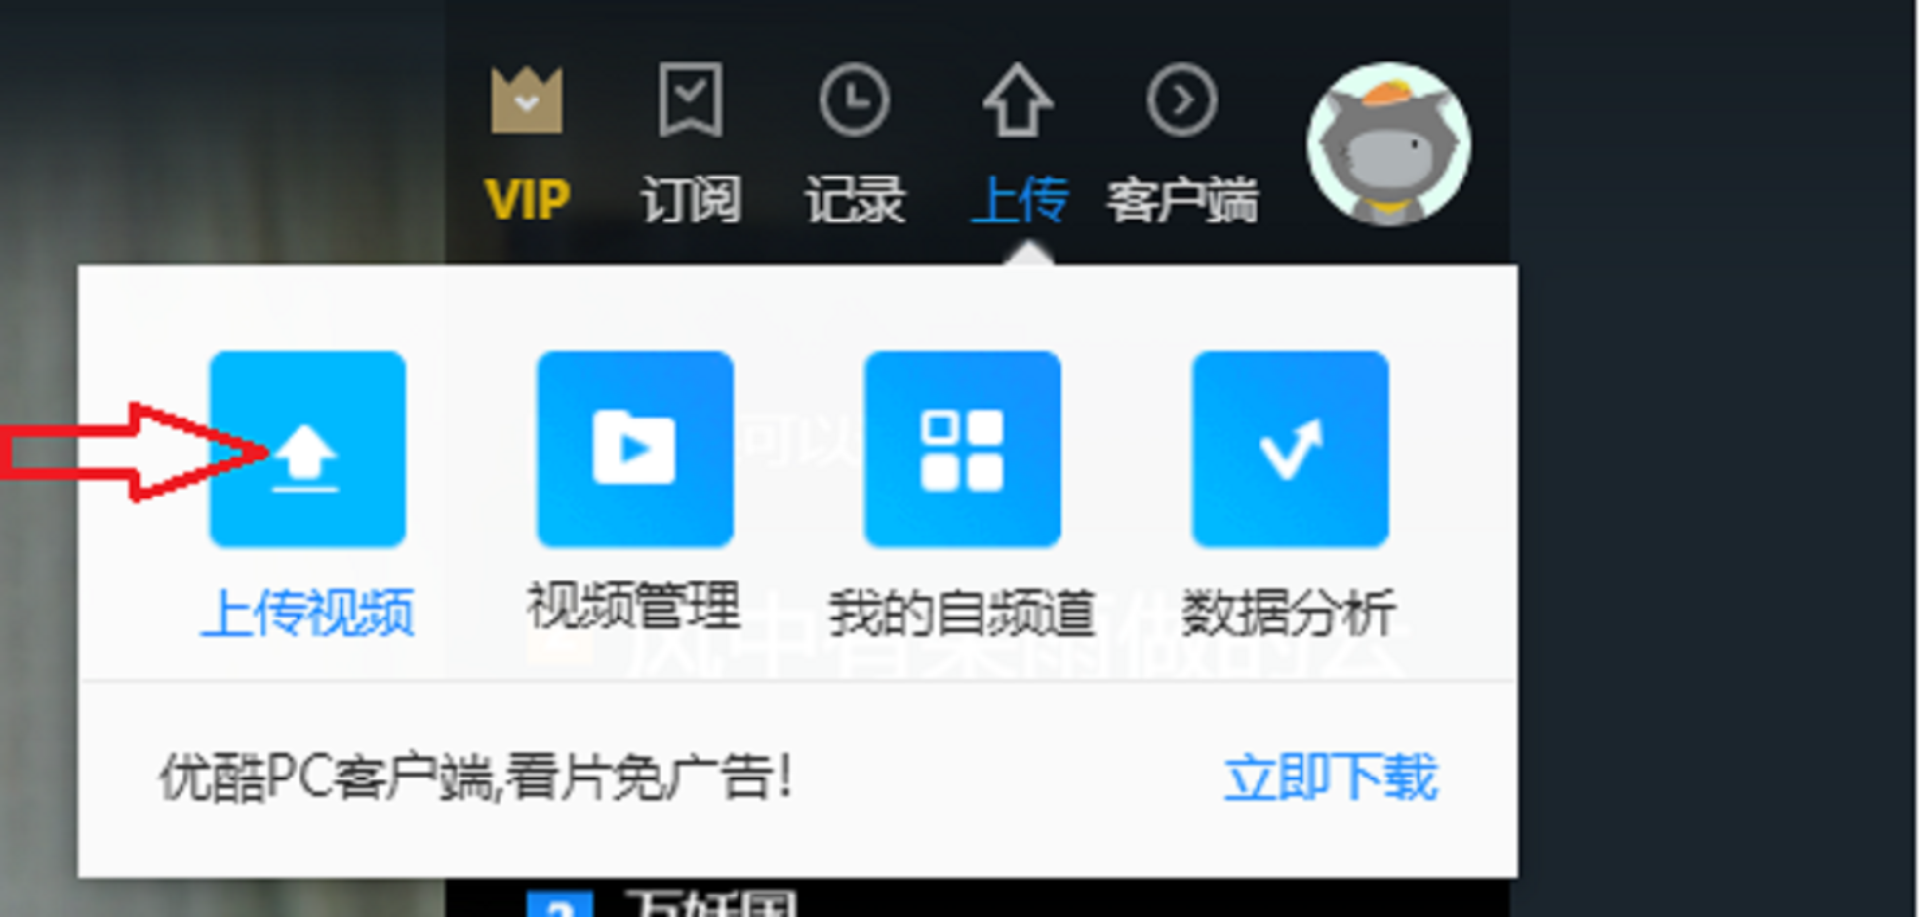 VIP 订阅 记录 上传 客户端
可以
上传视频 视频管理 我的自频道 数据分析
优酷PC客户端,看片免广告! 立即下载